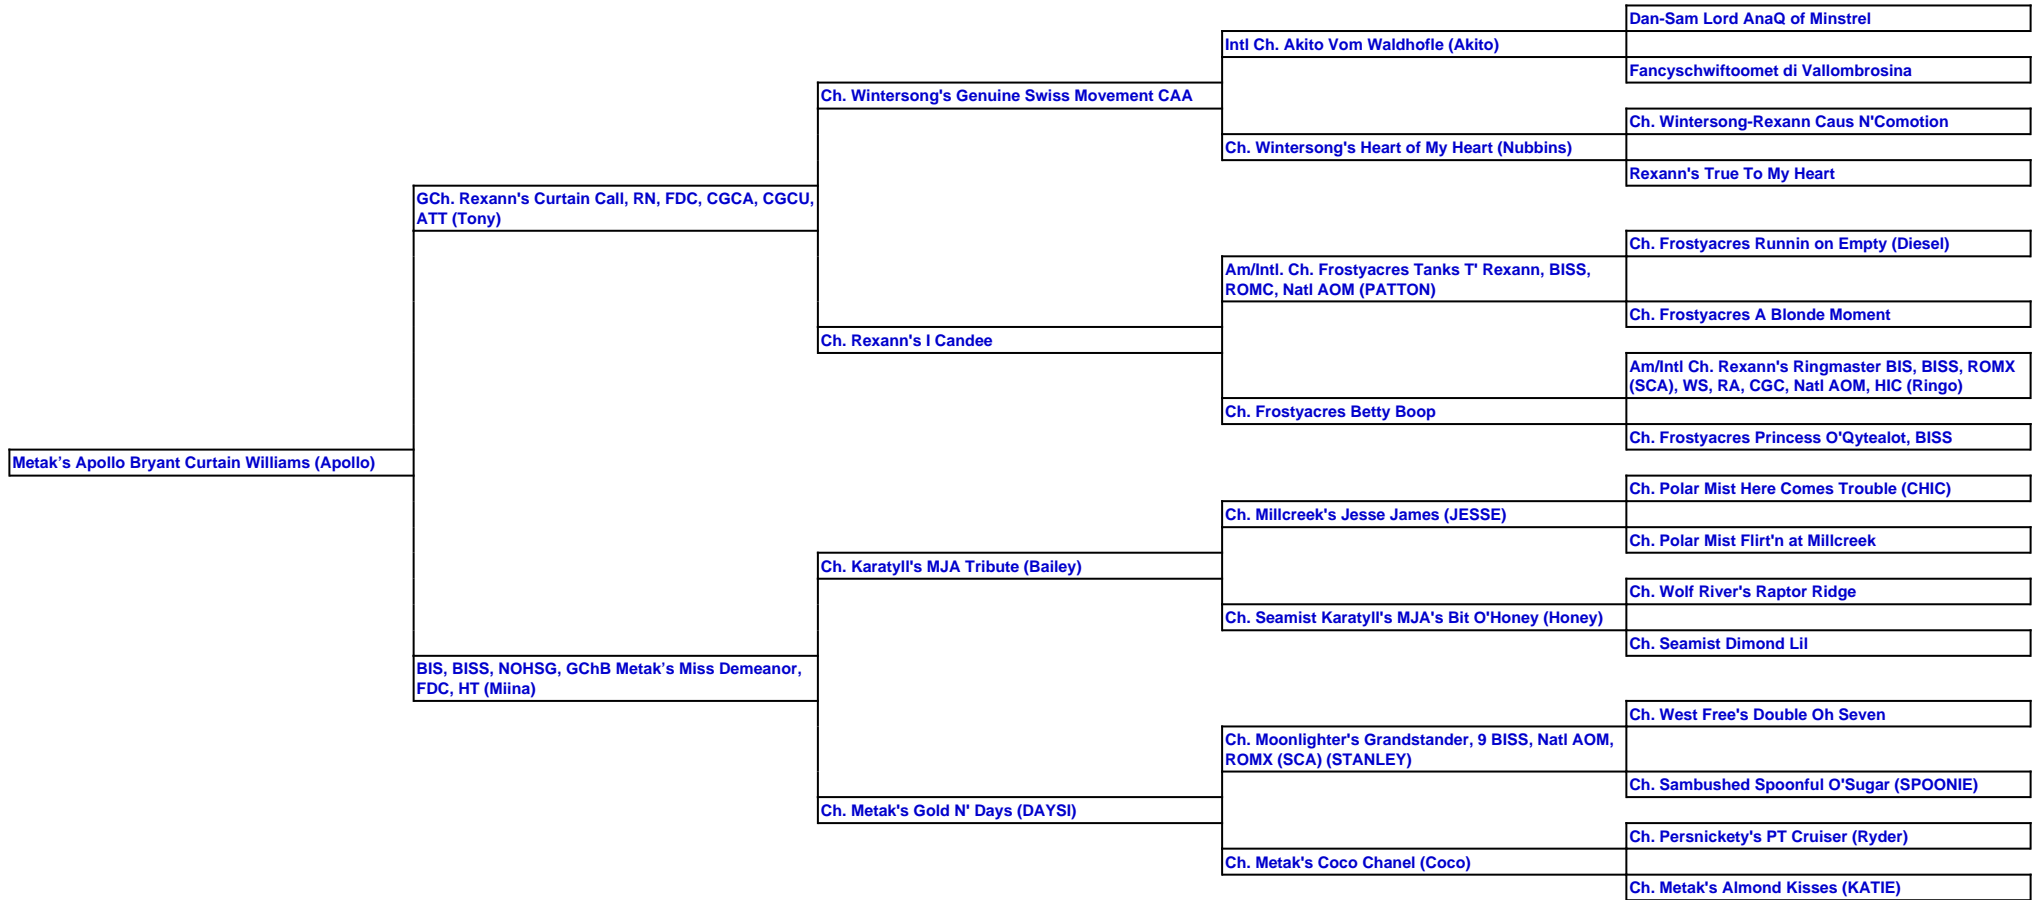 Dan-Sam Lord AnaQ of Minstrel
Intl Ch. Akito Vom Waldhofle (Akito)
Fancyschwiftoomet di Vallombrosina
Ch. Wintersong's Genuine Swiss Movement CAA
Ch. Wintersong-Rexann Caus N'Comotion
Ch. Wintersong's Heart of My Heart (Nubbins)
Rexann's True To My Heart
GCh. Rexann's Curtain Call, RN, FDC, CGCA, CGCU,
ATT (Tony)
Ch. Frostyacres Runnin on Empty (Diesel)
Am/Intl. Ch. Frostyacres Tanks T' Rexann, BISS,
ROMC, Natl AOM (PATTON)
Ch. Frostyacres A Blonde Moment
Ch. Rexann's I Candee
Am/Intl Ch. Rexann's Ringmaster BIS, BISS, ROMX
(SCA), WS, RA, CGC, Natl AOM, HIC (Ringo)
Ch. Frostyacres Betty Boop
Ch. Frostyacres Princess O'Qytealot, BISS
Metak’s Apollo Bryant Curtain Williams (Apollo)
Ch. Polar Mist Here Comes Trouble (CHIC)
Ch. Millcreek's Jesse James (JESSE)
Ch. Polar Mist Flirt'n at Millcreek
Ch. Karatyll's MJA Tribute (Bailey)
Ch. Wolf River's Raptor Ridge
Ch. Seamist Karatyll's MJA's Bit O'Honey (Honey)
Ch. Seamist Dimond Lil
BIS, BISS, NOHSG, GChB Metak’s Miss Demeanor,
FDC, HT (Miina)
Ch. West Free's Double Oh Seven
Ch. Moonlighter's Grandstander, 9 BISS, Natl AOM,
ROMX (SCA) (STANLEY)
Ch. Sambushed Spoonful O'Sugar (SPOONIE)
Ch. Metak's Gold N' Days (DAYSI)
Ch. Persnickety's PT Cruiser (Ryder)
Ch. Metak's Coco Chanel (Coco)
Ch. Metak's Almond Kisses (KATIE)